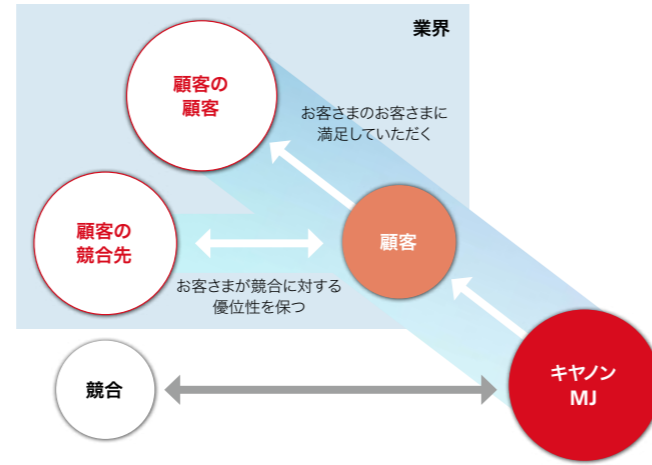 業界
顧客の
顧客
お客さまのお客さまに
満足していただく
顧客の
競合先
顧客
お客さまが競合に対する
優位性を保つ
競合
キヤノン
MJ